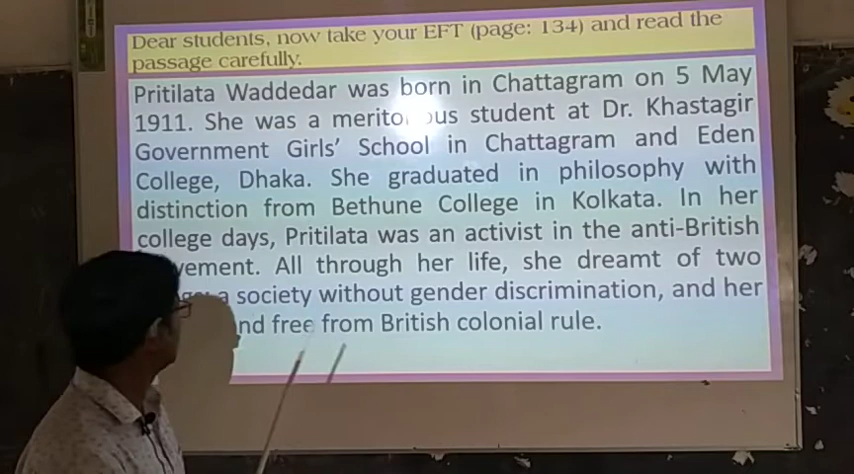 Dear students, now take your EFT (page: 134) and read the
passage carefully.
Pritilata Waddedar was born in Chattagram on 5 May
1911. She was a student at Dr. Khastagir
Government Girls' School in Chattagram and Eden
College, Dhaka. She graduated in philosophy with
distinction from Bethune College in Kolkata. In her
college days, Pritilata was an activist in the anti-British
All through her life, she dreamt of two
a society without gender discrimination, and her
free from British colonial rule.